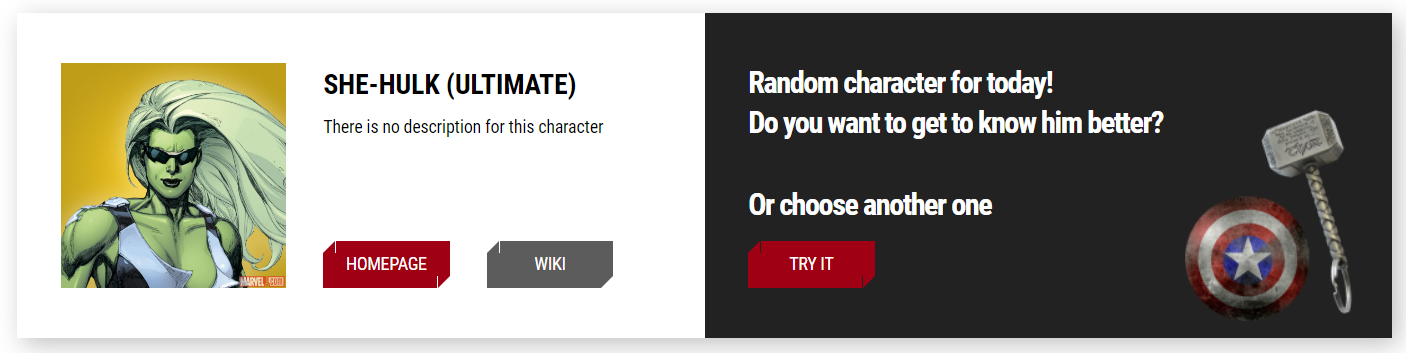 SHE-HULK (ULTIMATE)
There is no description for this character
HOMEPAGE
WIKI
MARVEL.COM
Random character for today!
Do you want to get to know him better?
Or choose another one
TRY IT